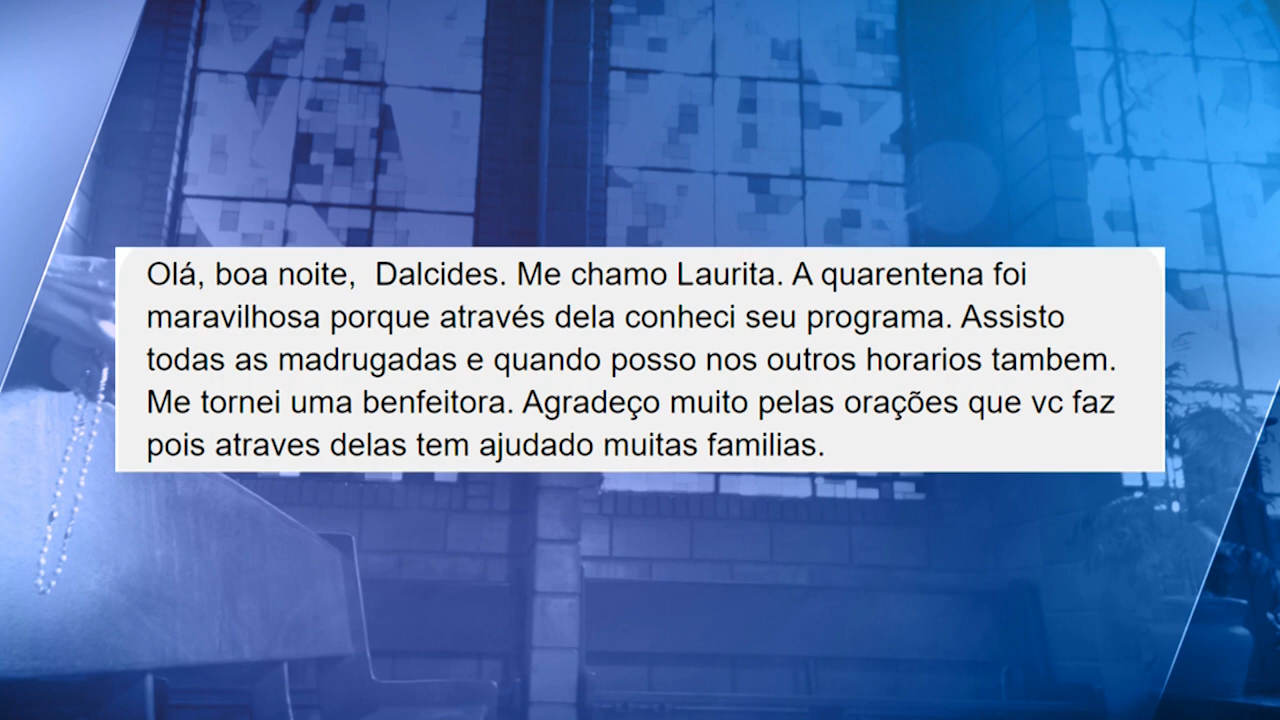 Olá, boa noite,  Dalcides. Me chamo Laurita. A quarentena foi
maravilhosa porque através dela conheci seu programa. Assisto
todas as madrugadas e quando posso nos outros horarios tambem.
Me tornei uma benfeitora. Agradeço muito pelas orações que vc faz
pois atraves delas tem ajudado muitas familias.